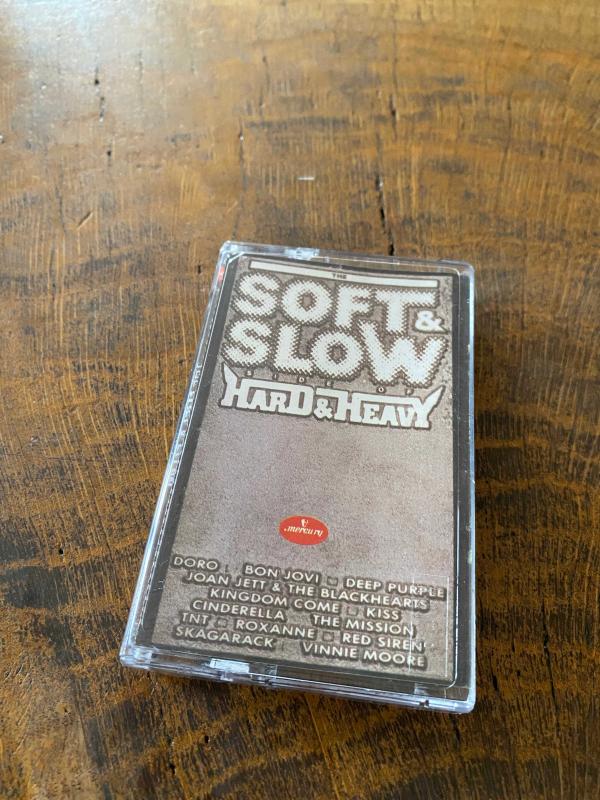 THE
SOFT &
SLOW
SIDE OF
HARD & HEAVY
mercury
DORO BON JOVI DEEP PURPLE
JOAN JETT & THE BLACKHEARTS
KINGDOM COME KISS
CINDERELLA THE MISSION
TNT ROXANNE RED SIREN
SKAGARACK VINNIE MOORE